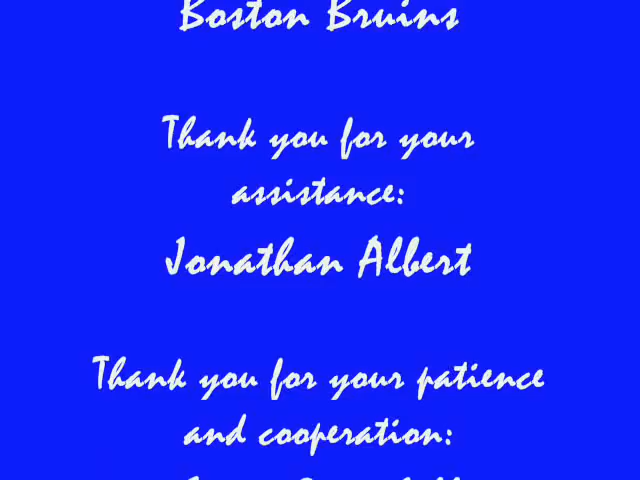 Boston Bruins
Thank you for your
assistance:
Jonathan Albert
Thank you for your patience
and cooperation: